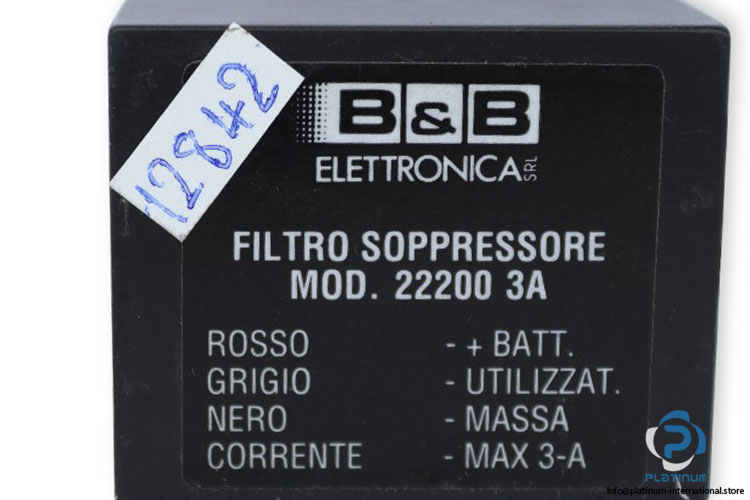 12842
B&B
ELETTRONICA SRL
FILTRO SOPPRESSORE
MOD. 22200 3A
ROSSO - + BATT.
GRIGIO - UTILIZZAT.
NERO - MASSA
CORRENTE - MAX 3-A
PLATINUM
info@platinum-international.store